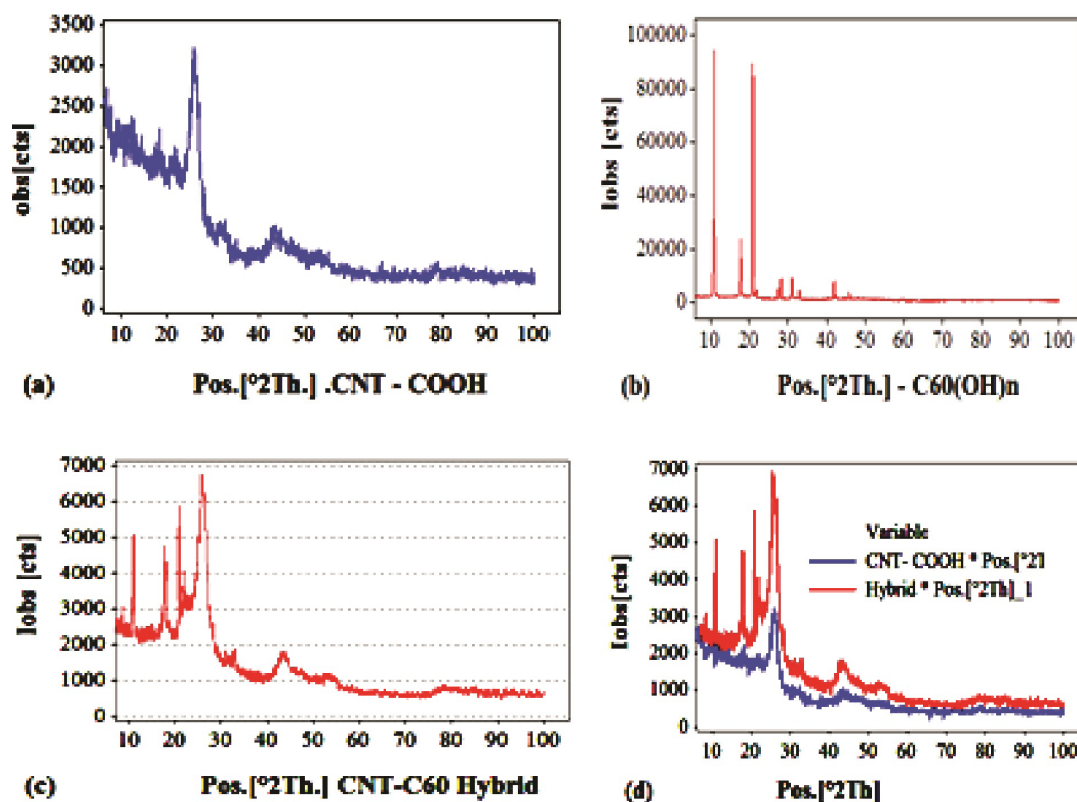 3500
3000
2500
2000
1500
1000
500
0
obs[cts]
10 20 30 40 50 60 70 80 90 100
(a) Pos.[°2Th.] .CNT - COOH
100000
80000
60000
40000
20000
0
Iobs [cts]
10 20 30 40 50 60 70 80 90 100
(b) Pos.[°2Th.] - C60(OH)n
7000
6000
5000
4000
3000
2000
1000
0
Iobs [cts]
10 20 30 40 50 60 70 80 90 100
(c) Pos.[°2Th.] CNT-C60 Hybrid
7000
6000
5000
4000
3000
2000
1000
0
Iobs[cts]
Variable
CNT- COOH * Pos.[°2T
Hybrid * Pos.[°2Th]_1
10 20 30 40 50 60 70 80 90 100
(d) Pos.[°2Th]